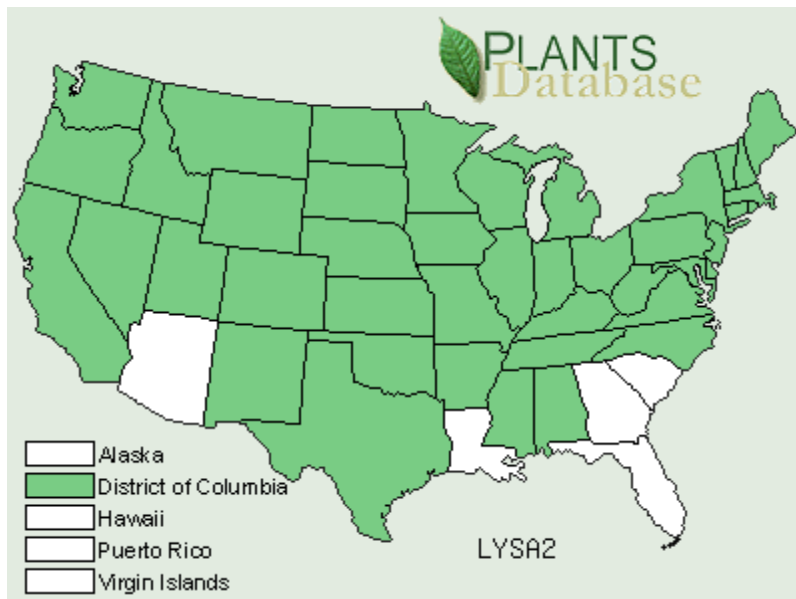 PLANTS
Database
Alaska
District of Columbia
Hawaii
Puerto Rico
Virgin Islands
LYSA2